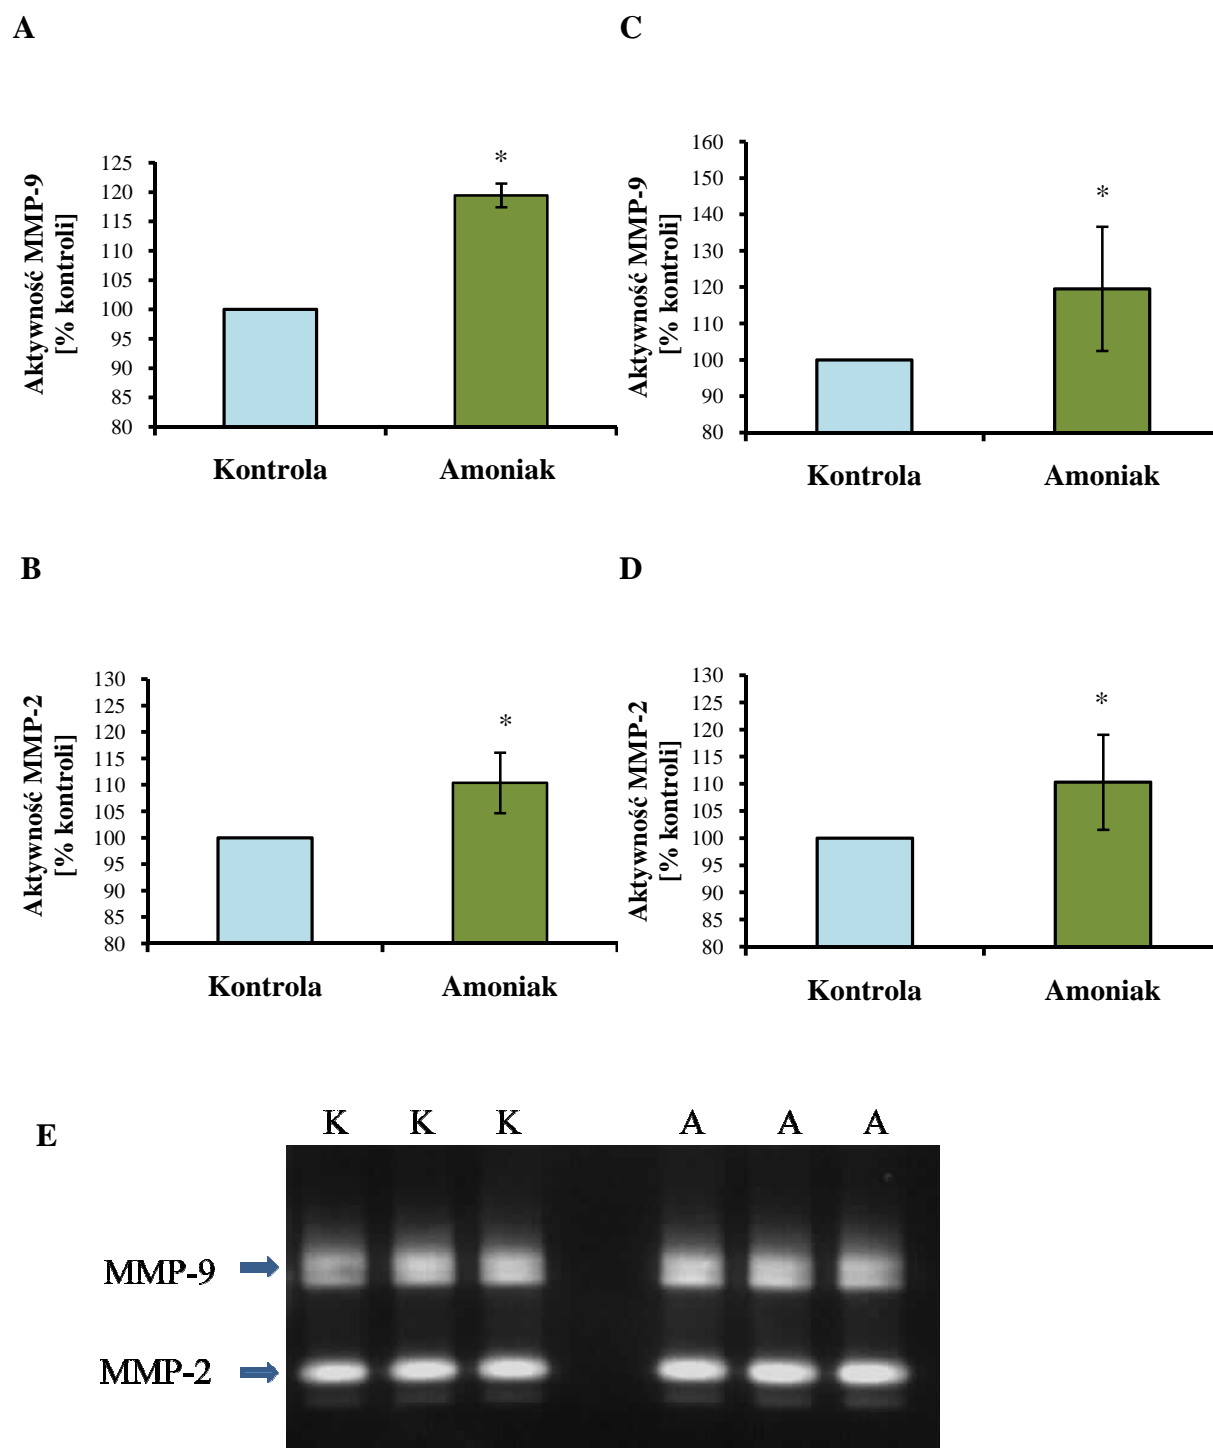 A
Aktywność MMP-9
[% kontroli]
125
120
115
110
105
100
95
90
85
80
*
Kontrola
Amoniak
C
Aktywność MMP-9
[% kontroli]
160
150
140
130
120
110
100
90
80
*
Kontrola
Amoniak
B
Aktywność MMP-2
[% kontroli]
130
125
120
115
110
105
100
95
90
85
80
*
Kontrola
Amoniak
D
Aktywność MMP-2
[% kontroli]
130
125
120
115
110
105
100
95
90
85
80
*
Kontrola
Amoniak
E
K K K A A A
MMP-9
MMP-2